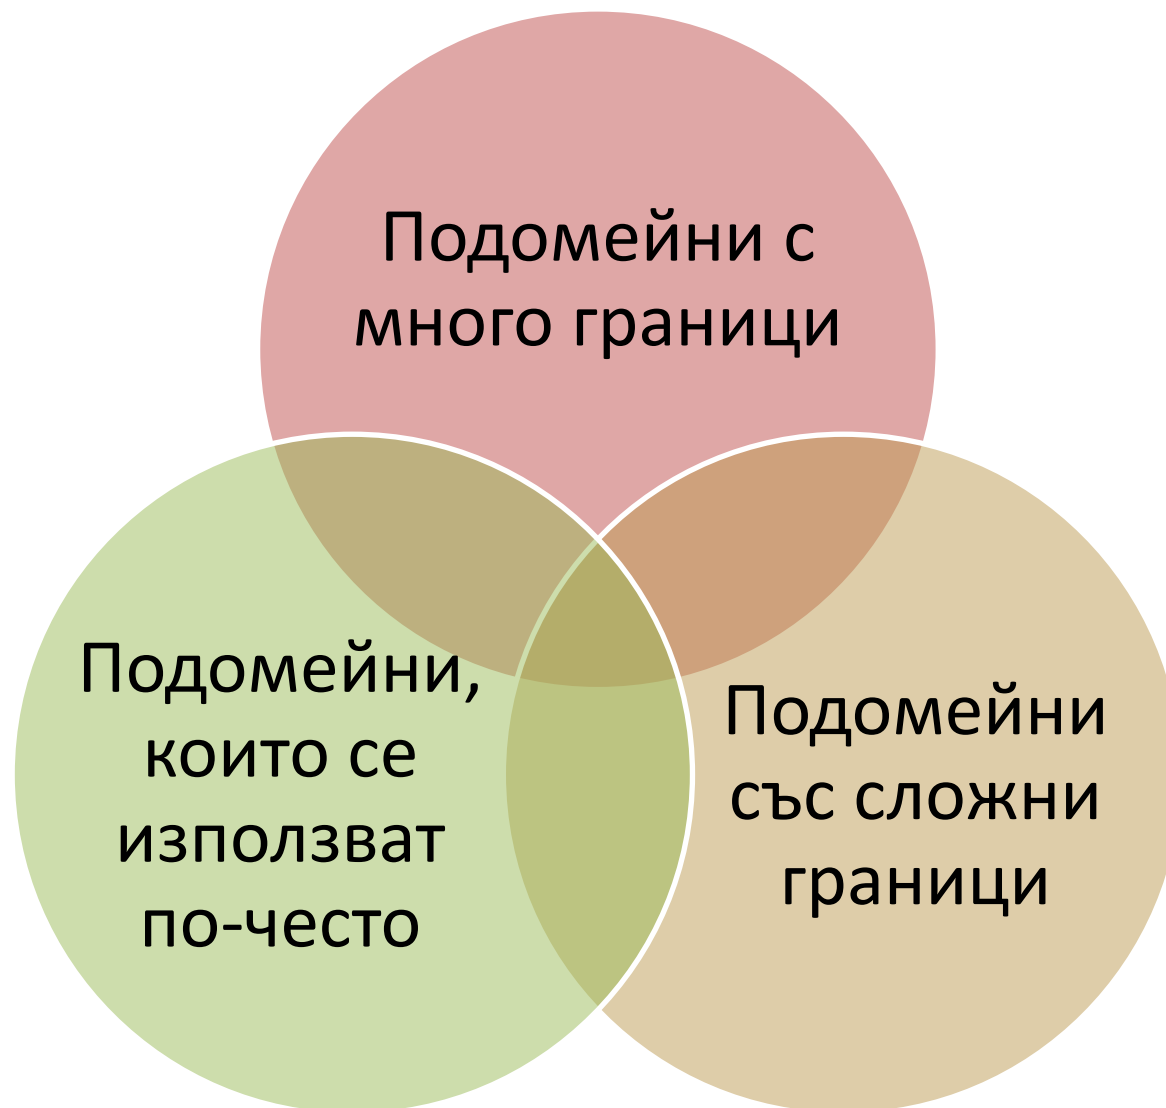 Подомейни с
много граници
Подомейни,
които се
използват
по-често
Подомейни
със сложни
граници